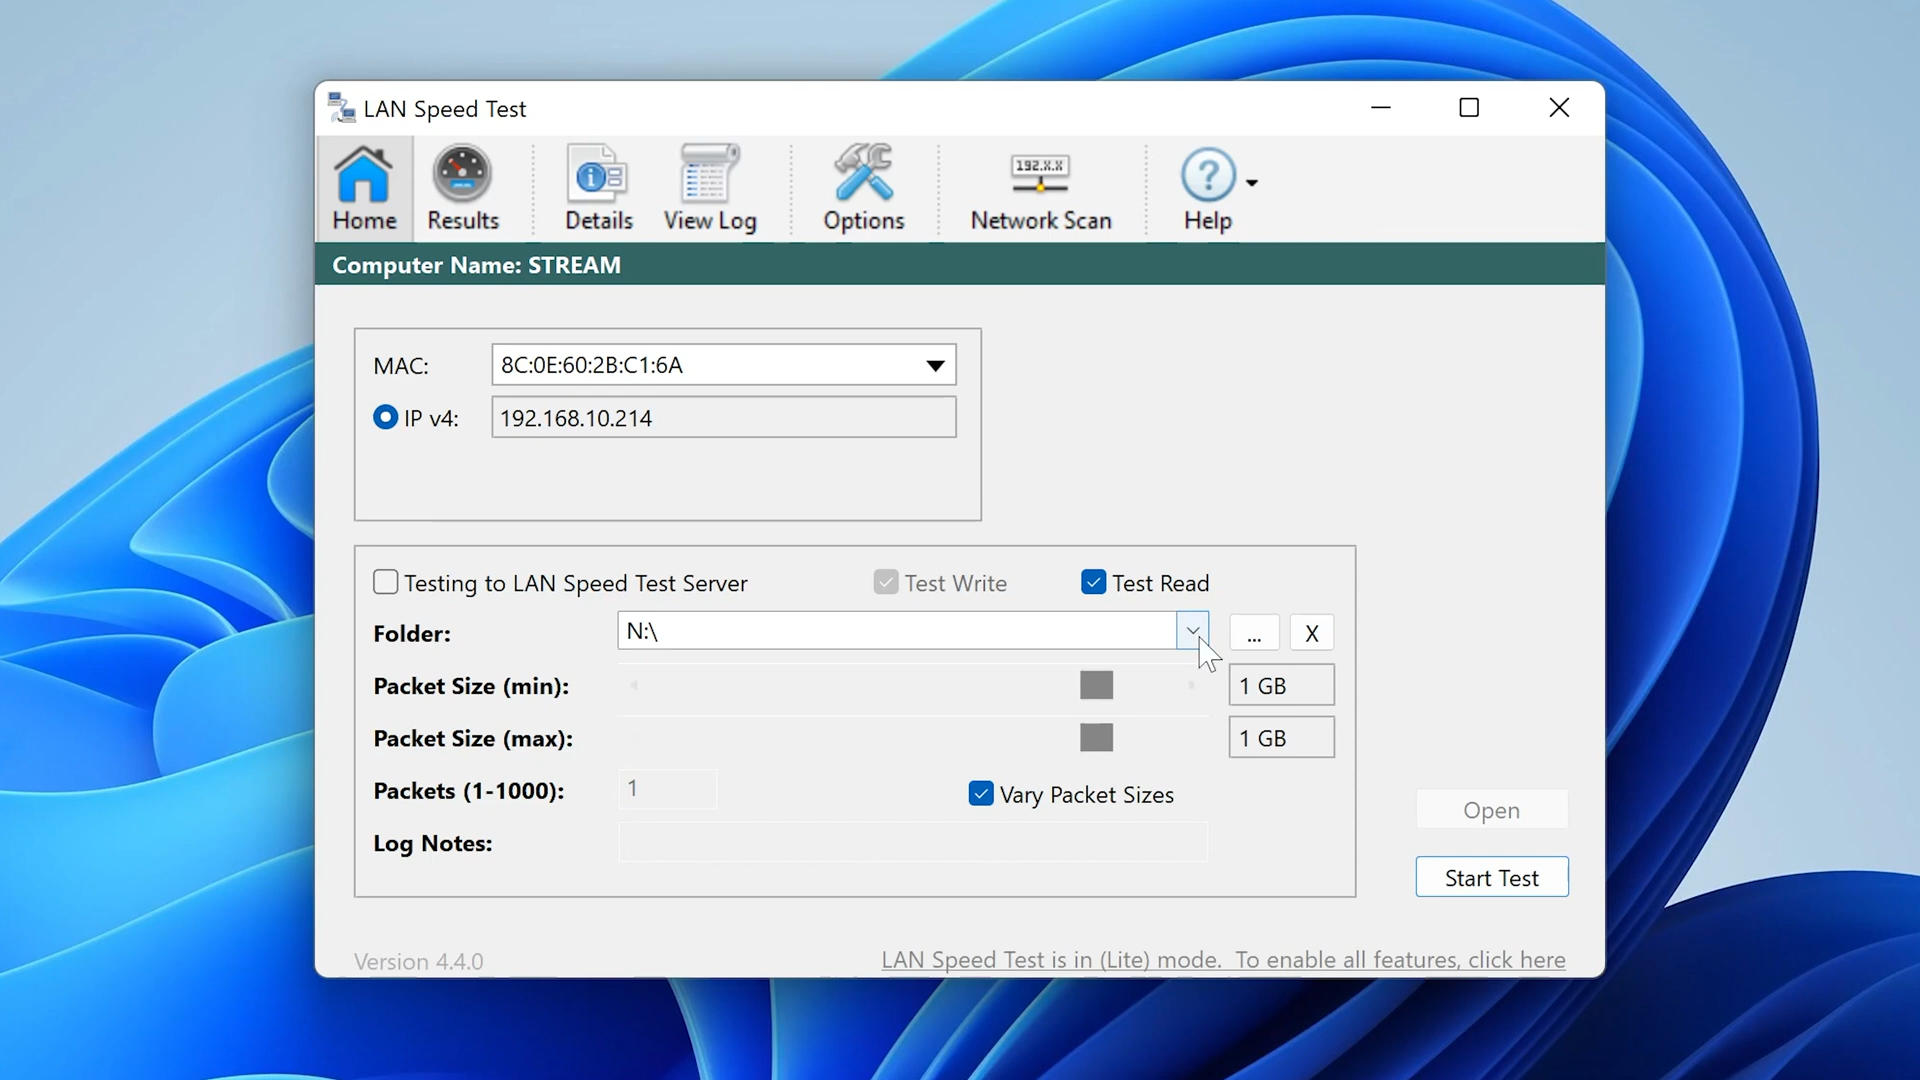 LAN Speed Test
Home Results Details View Log Options 192.X.X Network Scan ? Help
Computer Name: STREAM
MAC: 8C:0E:60:2B:C1:6A
IP v4: 192.168.10.214
Testing to LAN Speed Test Server Test Write Test Read
Folder: N:\ ... X
Packet Size (min): 1 GB
Packet Size (max): 1 GB
Packets (1-1000): 1 Vary Packet Sizes
Open
Log Notes:
Start Test
Version 4.4.0 LAN Speed Test is in (Lite) mode. To enable all features, click here